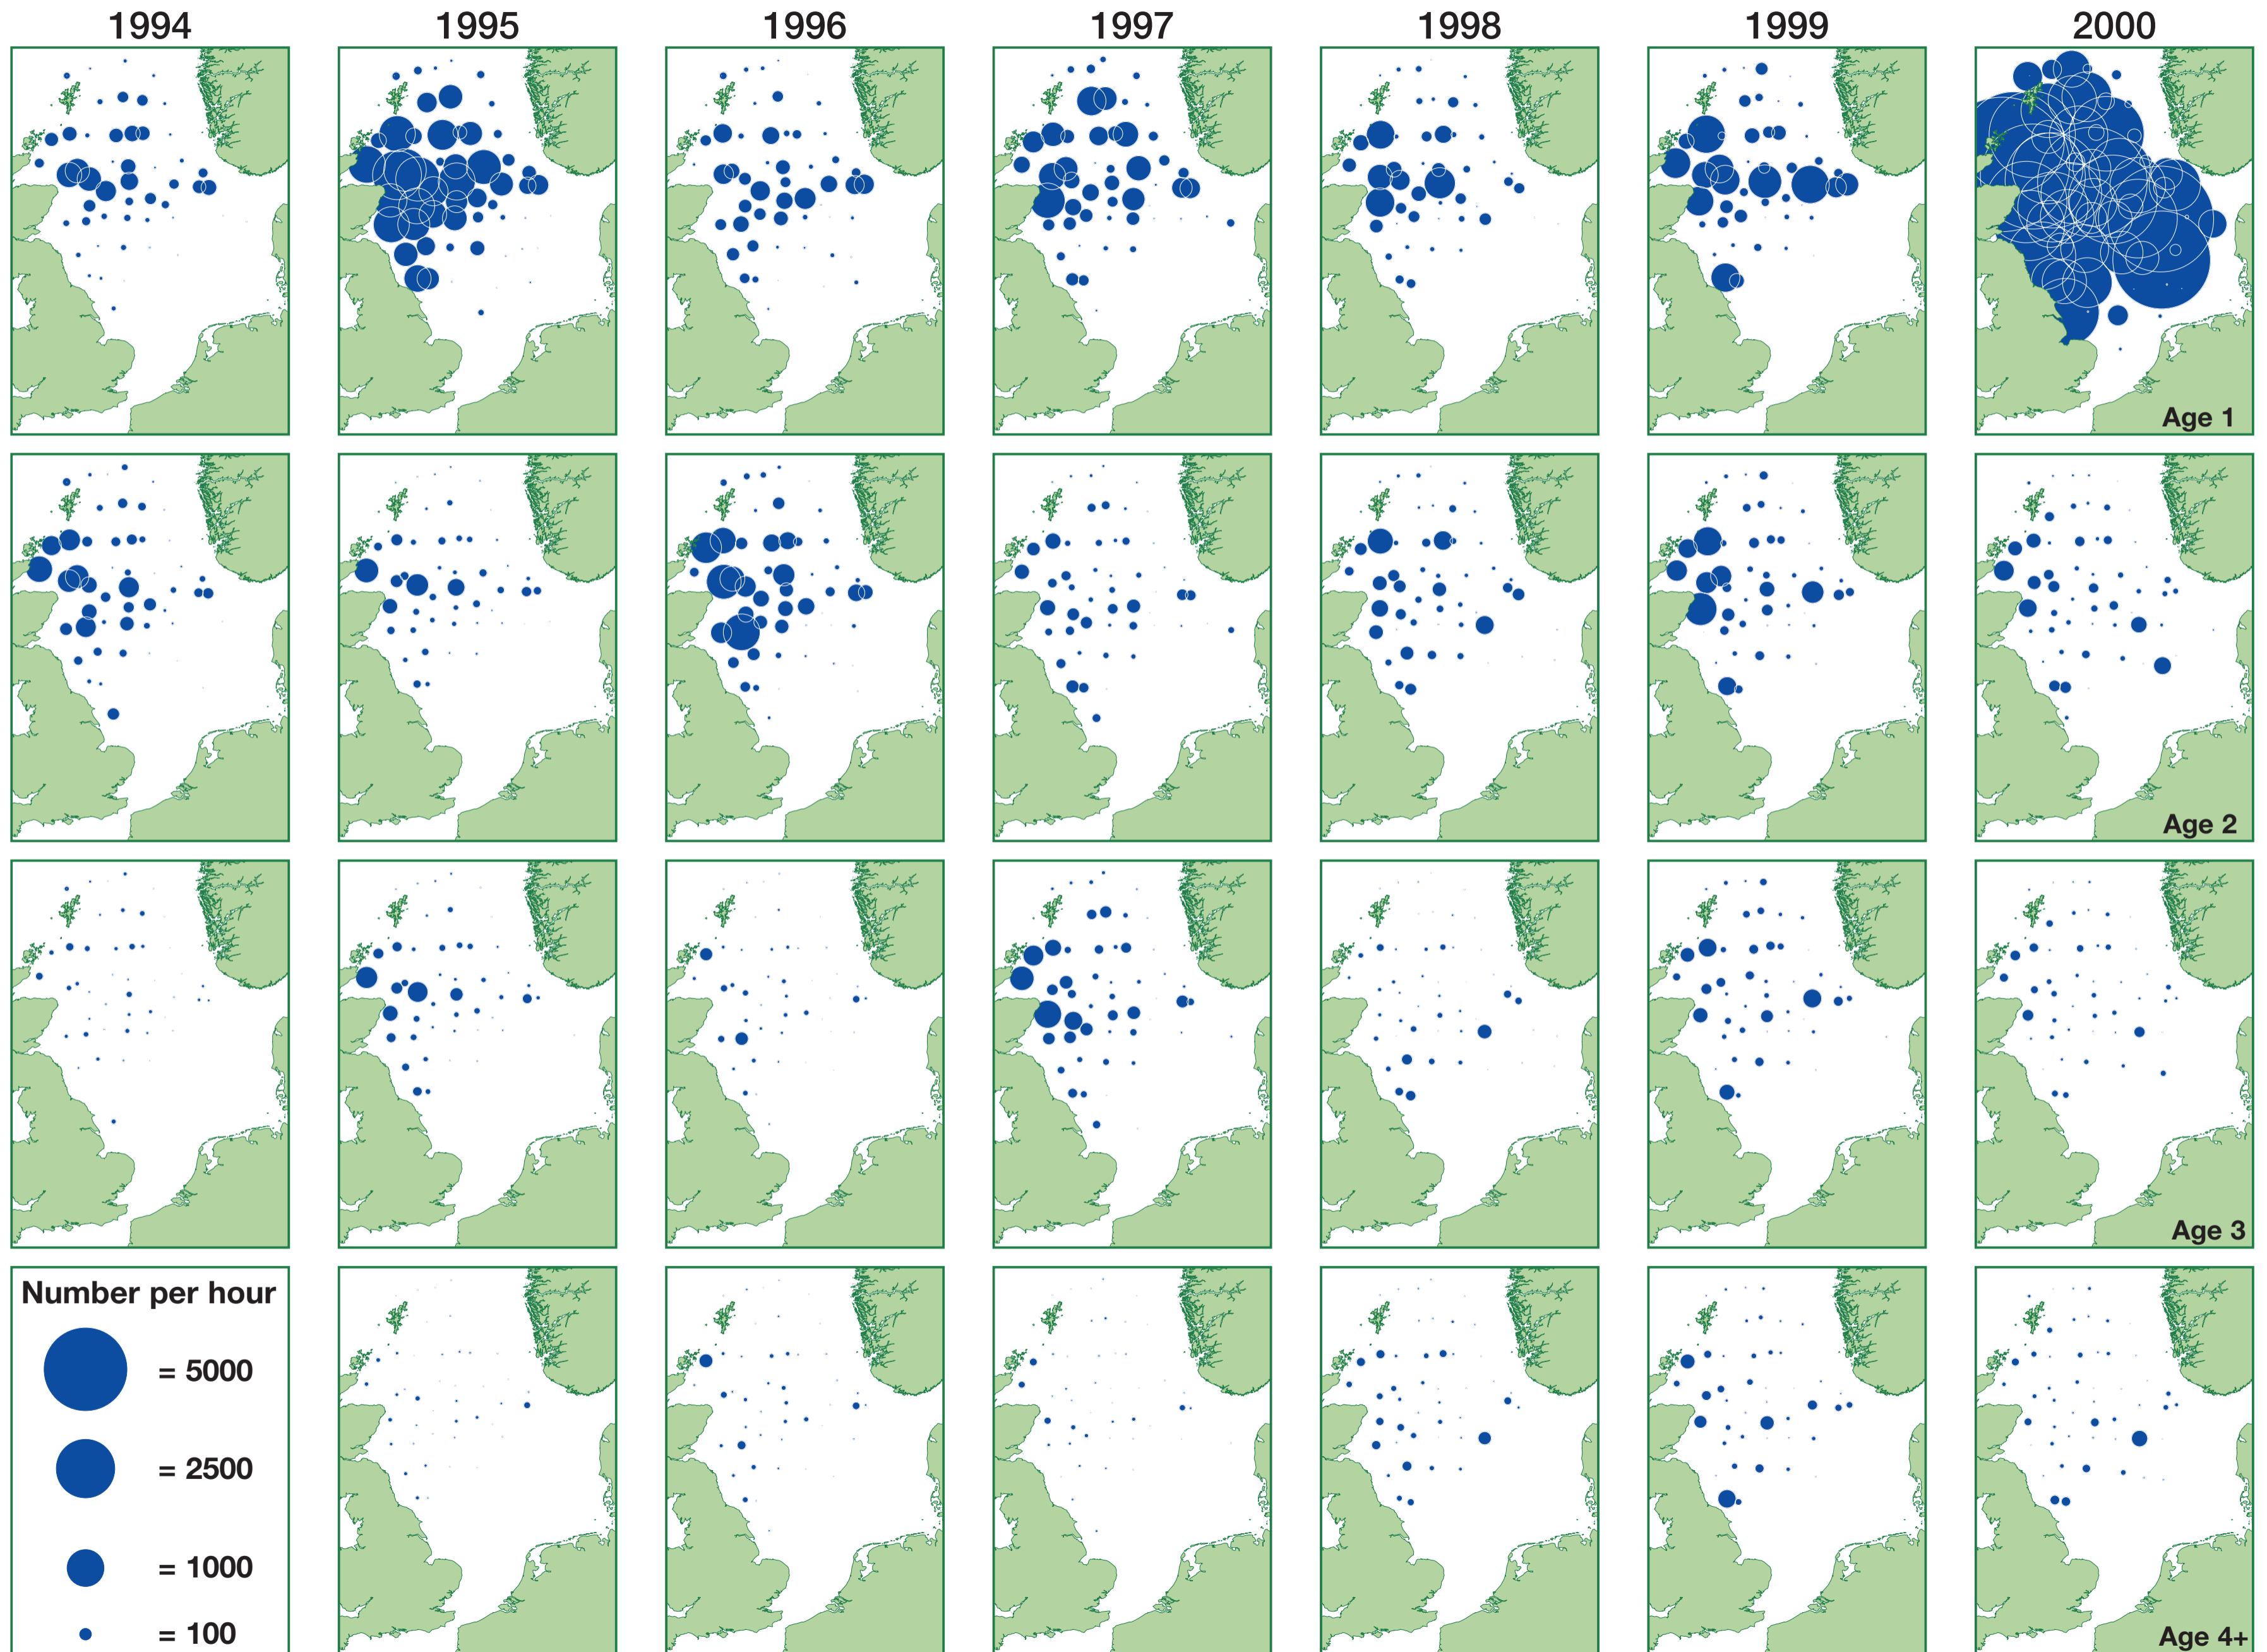 1994 1995 1996 1997 1998 1999 2000
Age 1
Age 2
Age 3
Number per hour
= 5000
= 2500
= 1000
= 100
Age 4+